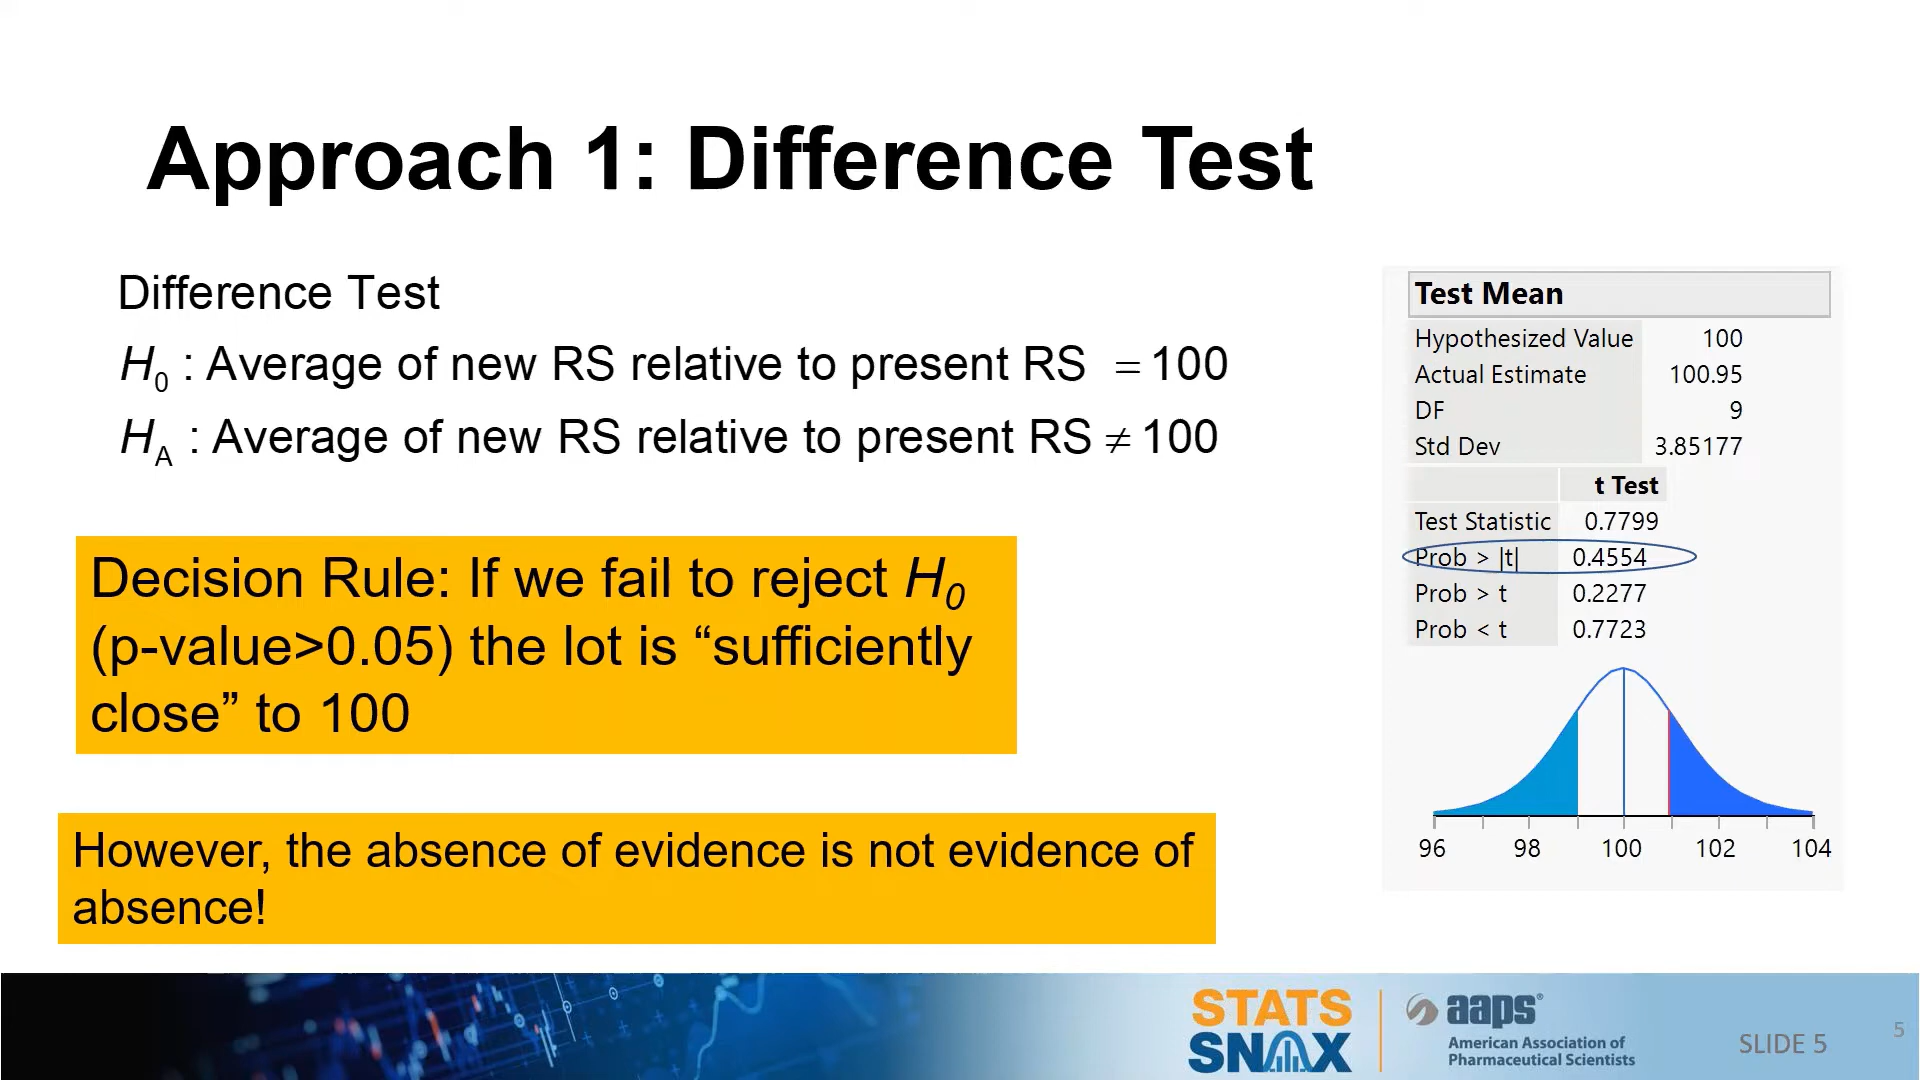 Approach 1: Difference Test
Difference Test
H0 : Average of new RS relative to present RS = 100
HA : Average of new RS relative to present RS ≠ 100
Decision Rule: If we fail to reject H0
(p-value>0.05) the lot is “sufficiently
close” to 100
However, the absence of evidence is not evidence of
absence!
Test Mean
Hypothesized Value 100
Actual Estimate 100.95
DF 9
Std Dev 3.85177
t Test
Test Statistic 0.7799
Prob > |t| 0.4554
Prob > t 0.2277
Prob < t 0.7723
96 98 100 102 104
STATS
SNAX
aaps®
American Association of
Pharmaceutical Scientists
SLIDE 5
5